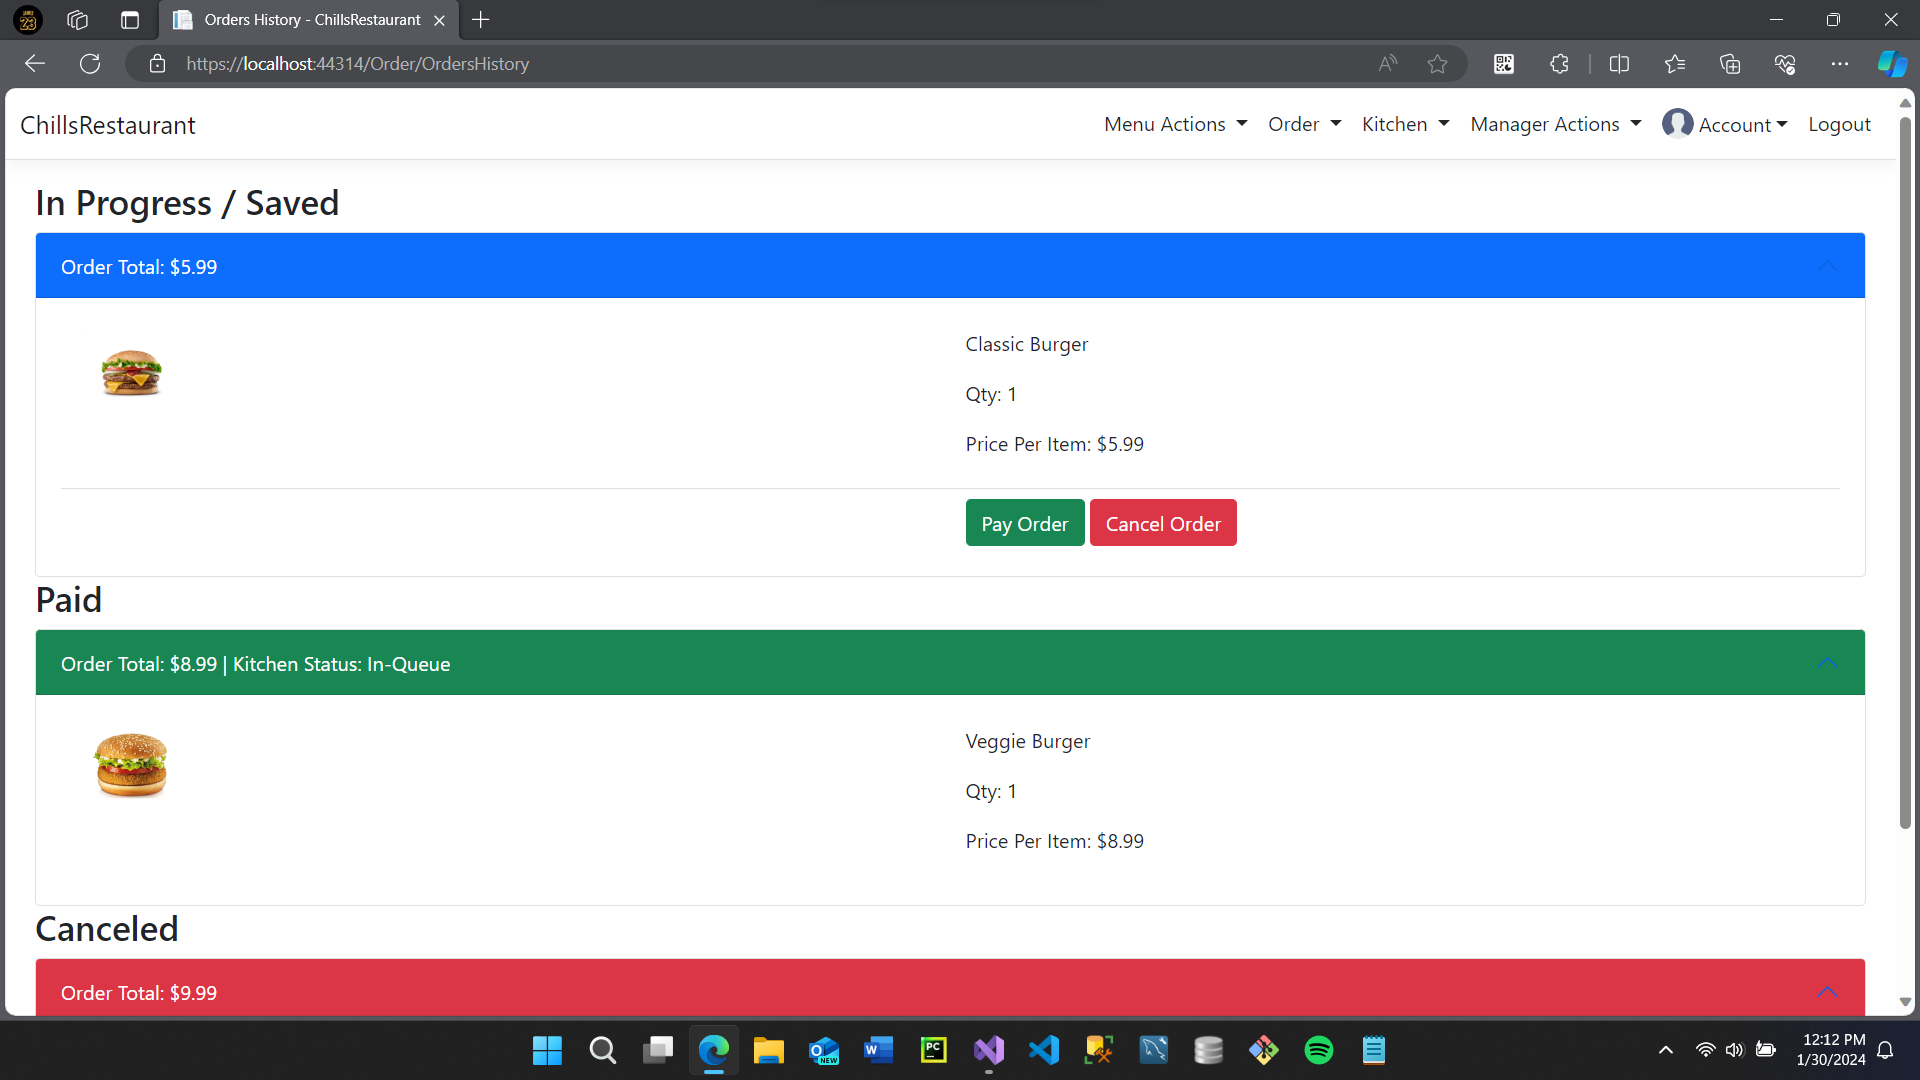 Orders History - ChillsRestaurant
https://localhost:44314/Order/OrdersHistory
ChillsRestaurant
Menu Actions
Order
Kitchen
Manager Actions
Account
Logout
In Progress / Saved
Order Total: $5.99
Classic Burger
Qty: 1
Price Per Item: $5.99
Pay Order
Cancel Order
Paid
Order Total: $8.99 | Kitchen Status: In-Queue
Veggie Burger
Qty: 1
Price Per Item: $8.99
Canceled
Order Total: $9.99
12:12 PM
1/30/2024